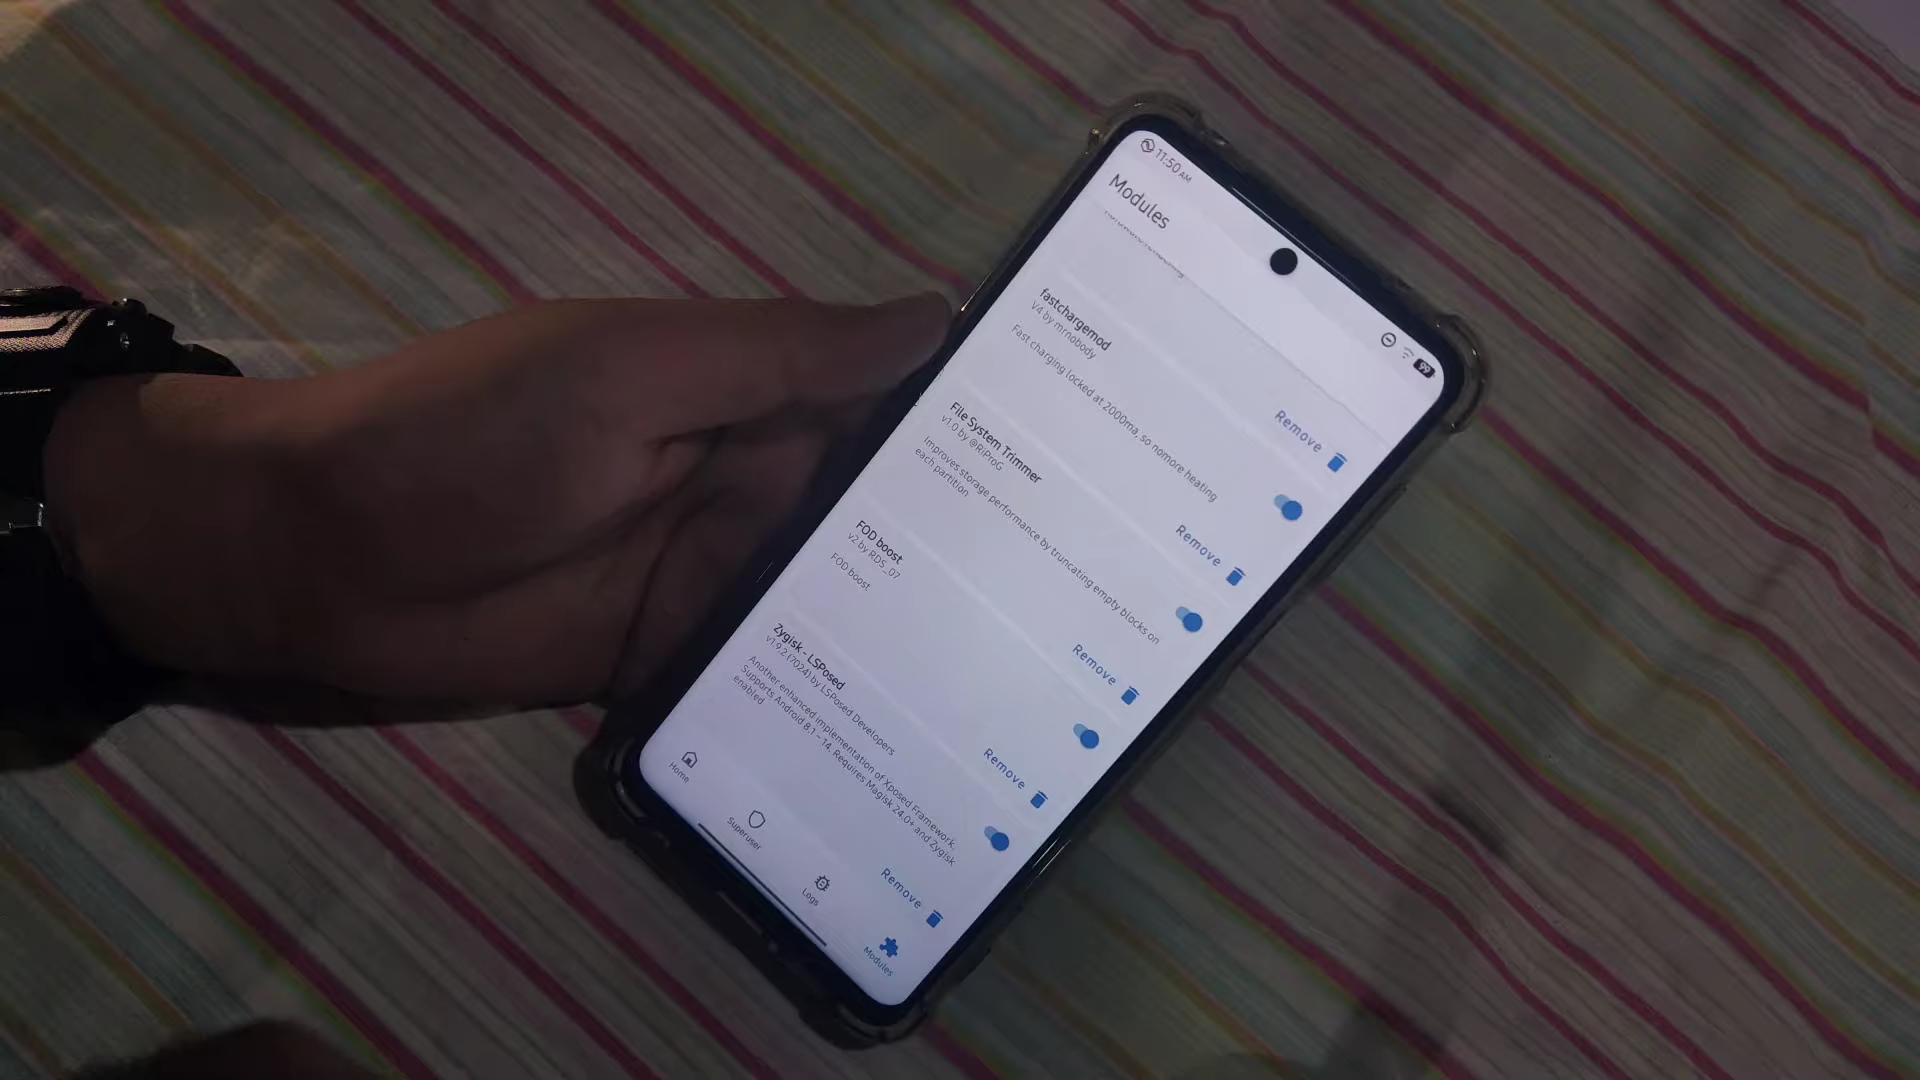 11:50 AM
99
Modules
Remove
fastchargemod
V4 by mrnobody
Fast charging locked at 2000ma, so nomore heating
Remove
File System Trimmer
v1.0 by @RiProG
Improves storage performance by truncating empty blocks on
each partition
Remove
FOD boost
v2 by RDS_07
FOD boost
Remove
Zygisk - LSPosed
v1.9.2 (7024) by LSPosed Developers
Another enhanced implementation of Xposed Framework.
Supports Android 8.1 ~ 14. Requires Magisk 24.0+ and Zygisk
enabled
Remove
Home
Superuser
Logs
Modules